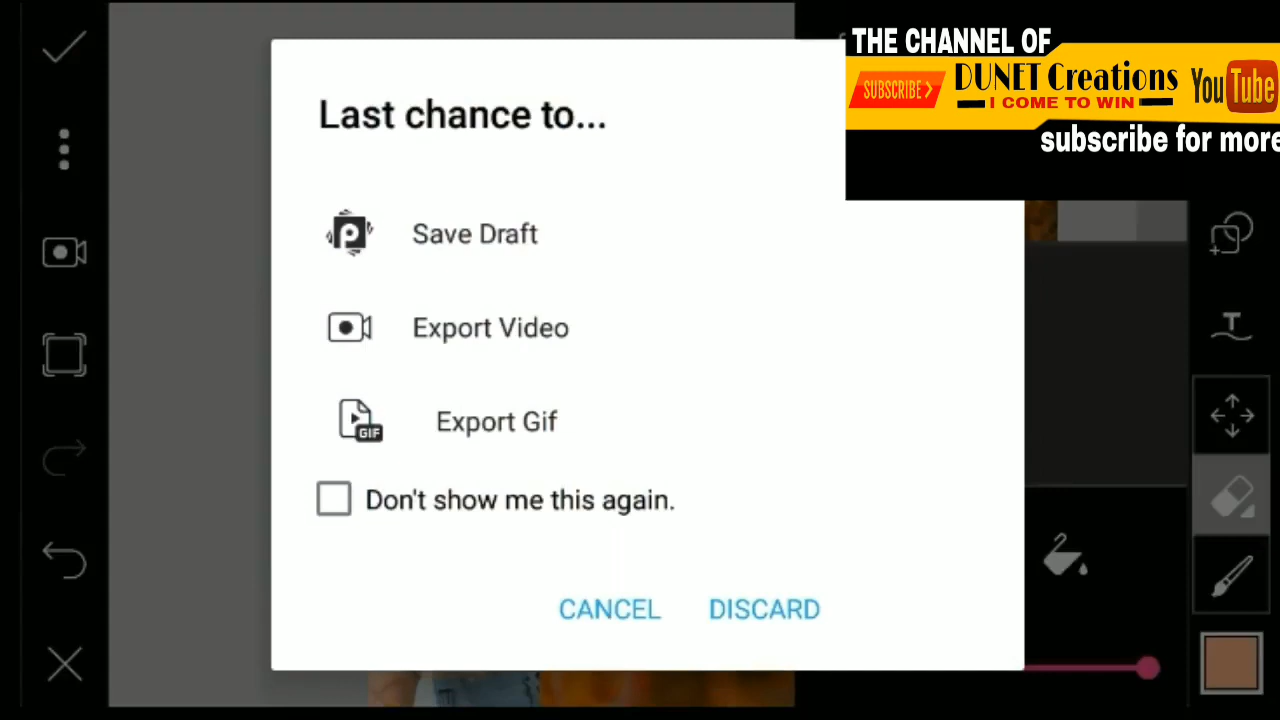 THE CHANNEL OF
SUBSCRIBE
DUNET Creations
YouTube
I COME TO WIN
subscribe for more
Last chance to...
Save Draft
Export Video
GIF
Export Gif
Don't show me this again.
CANCEL
DISCARD